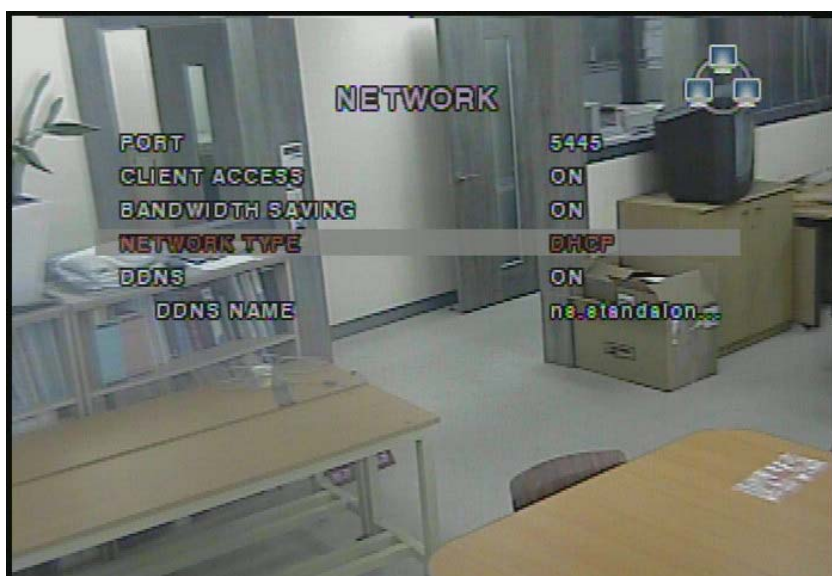 NETWORK
PORT 5445
CLIENT ACCESS ON
BANDWIDTH SAVING ON
NETWORK TYPE DHCP
DDNS ON
DDNS NAME ns.standalon...